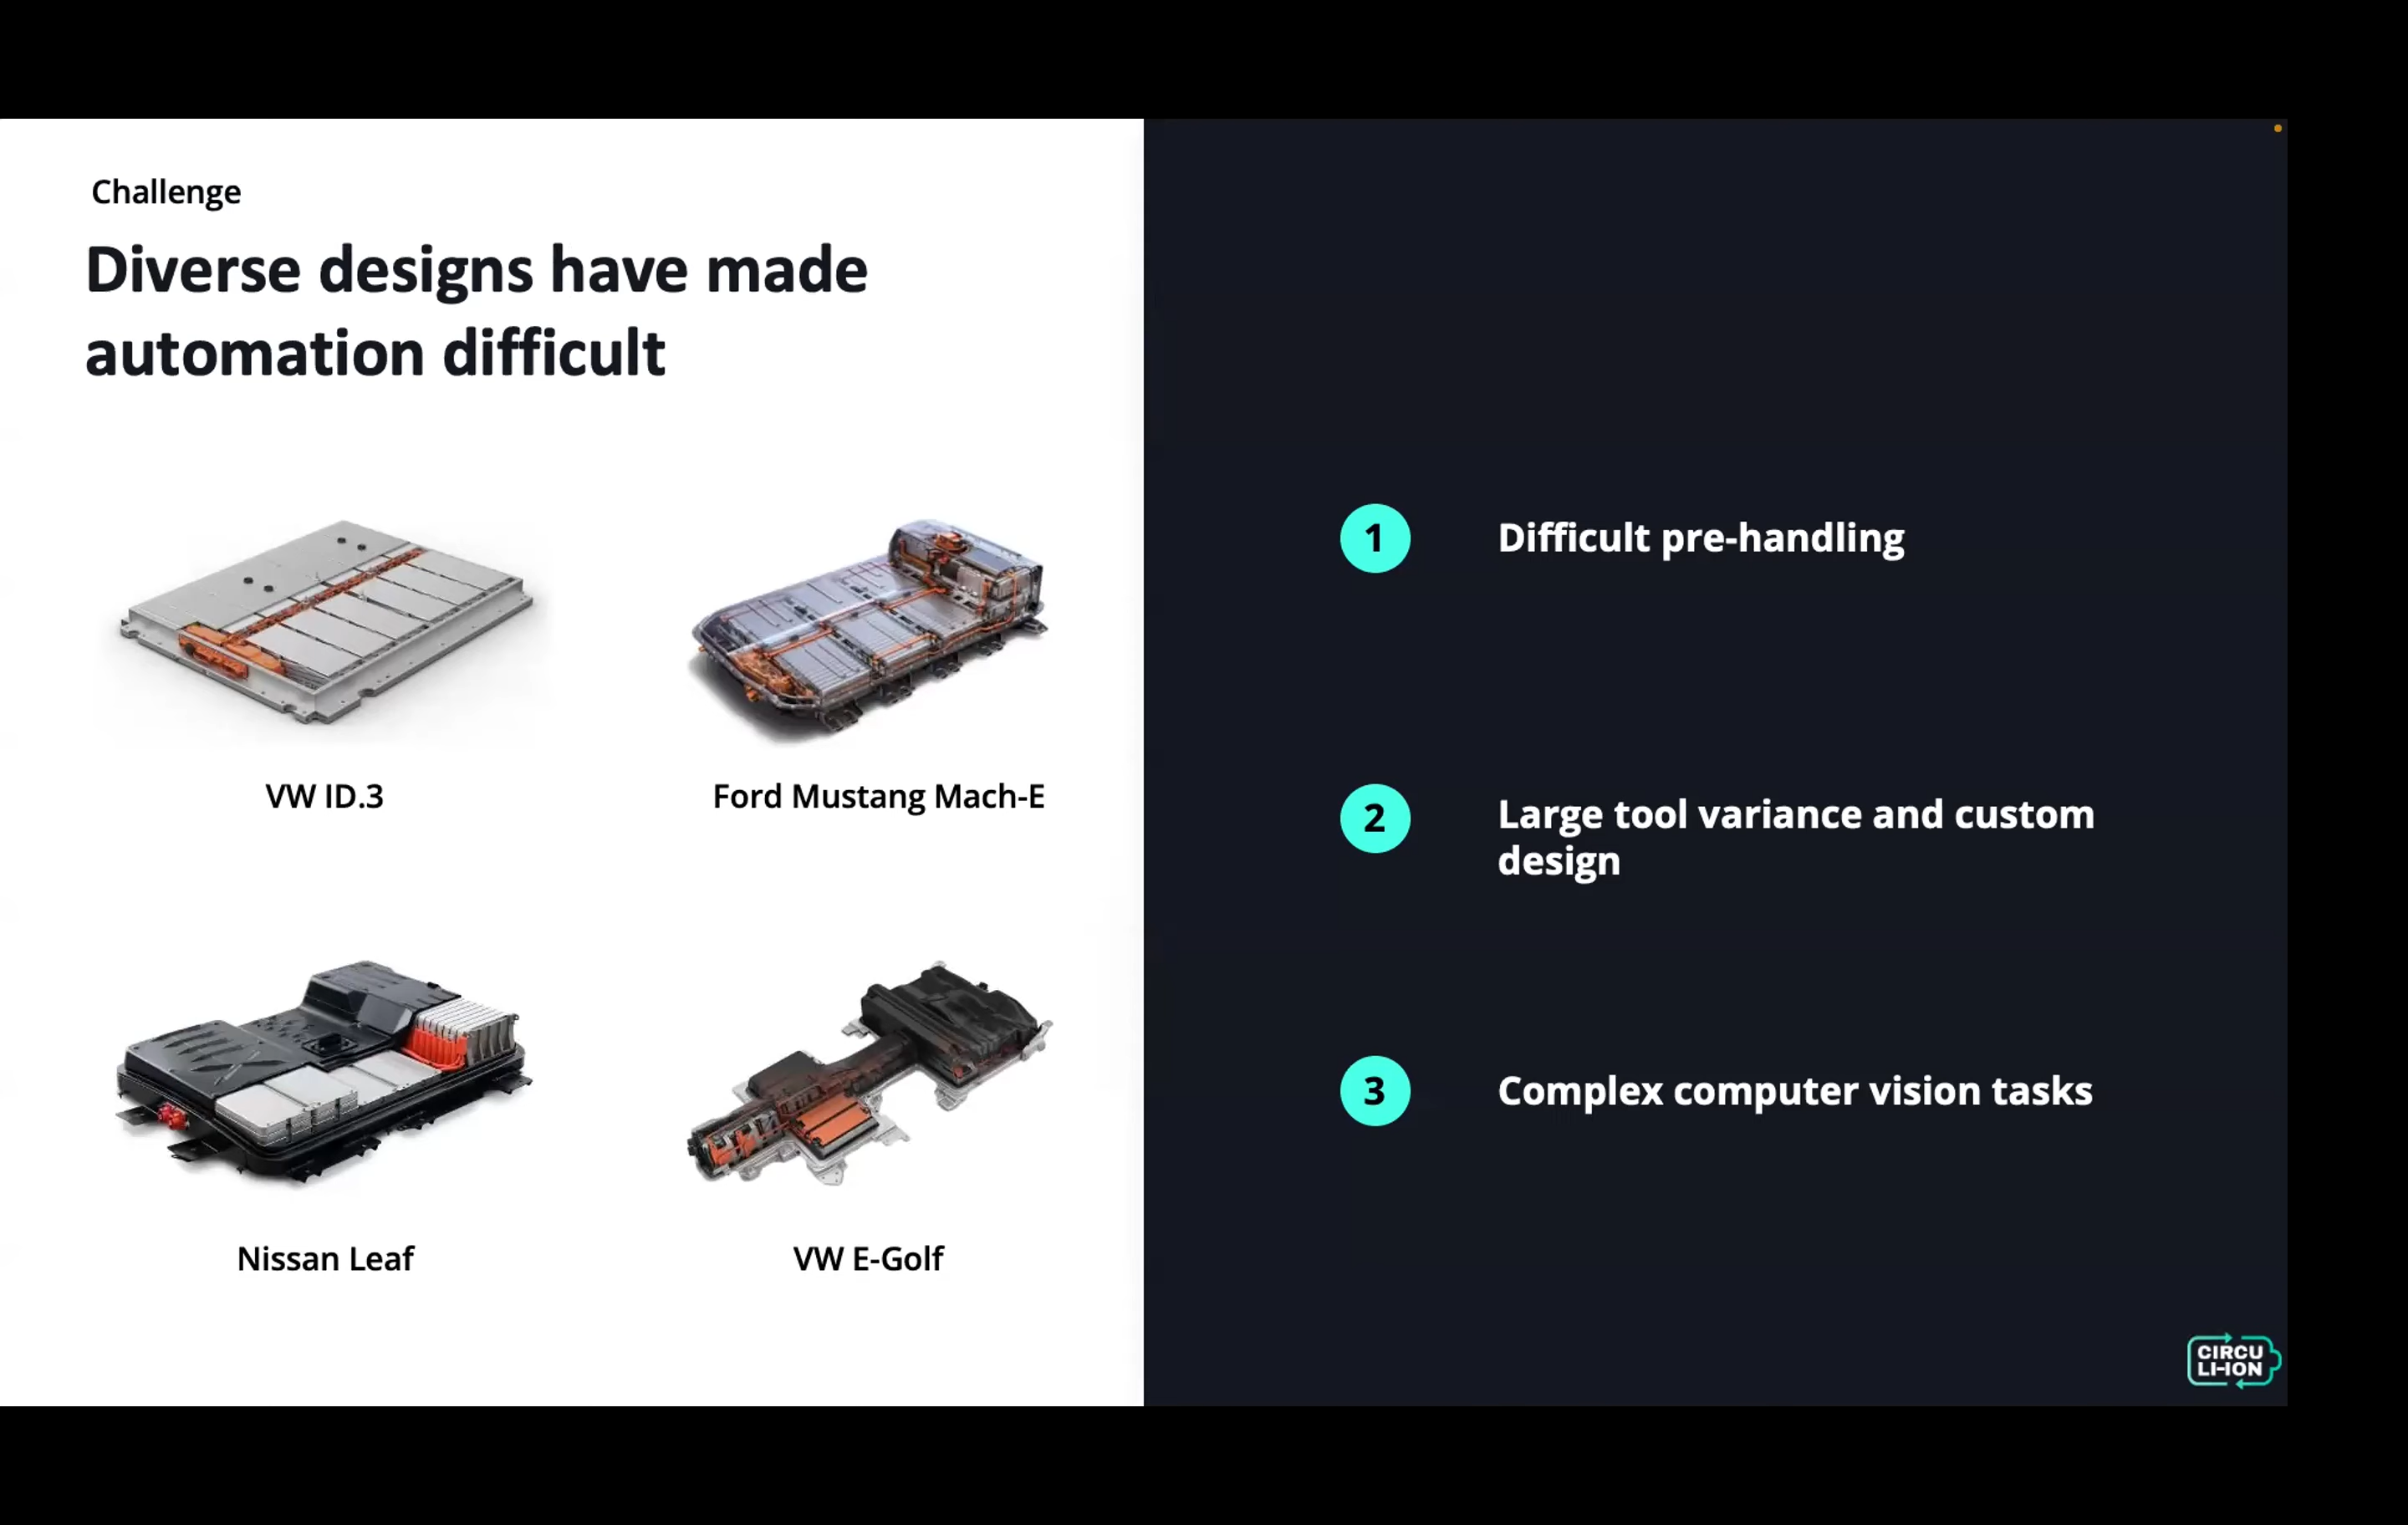 Challenge
Diverse designs have made
automation difficult
VW ID.3
Ford Mustang Mach-E
Nissan Leaf
VW E-Golf
1
Difficult pre-handling
2
Large tool variance and custom
design
3
Complex computer vision tasks
CIRCU
LI-ION